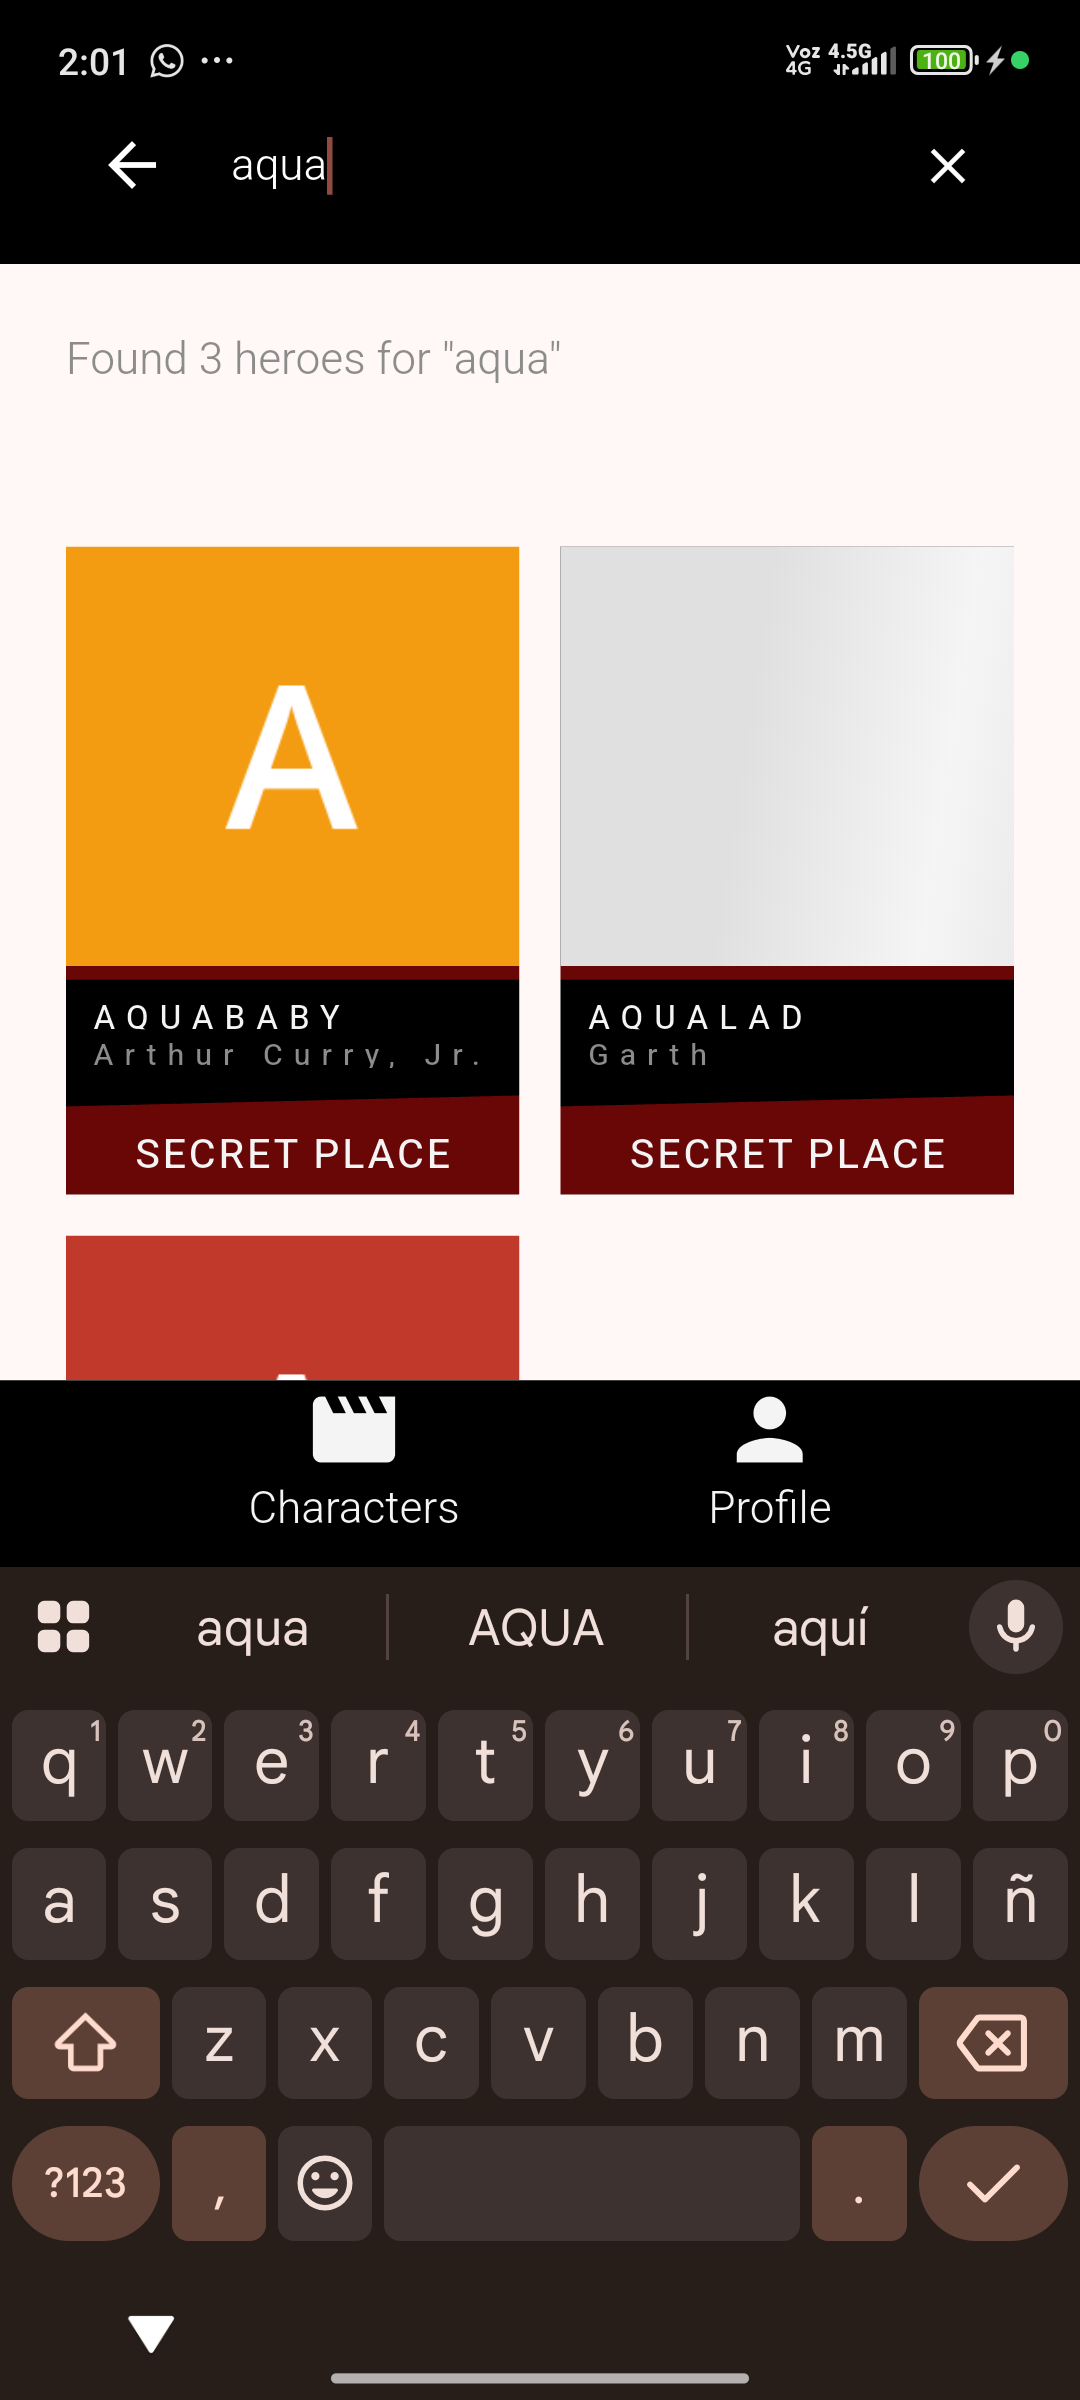 2:01 ... Voz 4G 4.5G 100
aqua
Found 3 heroes for "aqua"
A
AQUABABY
Arthur Curry, Jr.
SECRET PLACE
AQUALAD
Garth
SECRET PLACE
Characters Profile
aqua AQUA aquí
q1 w2 e3 r4 t5 y6 u7 i8 o9 p0
a s d f g h j k l ñ
z x c v b n m
?123 , .